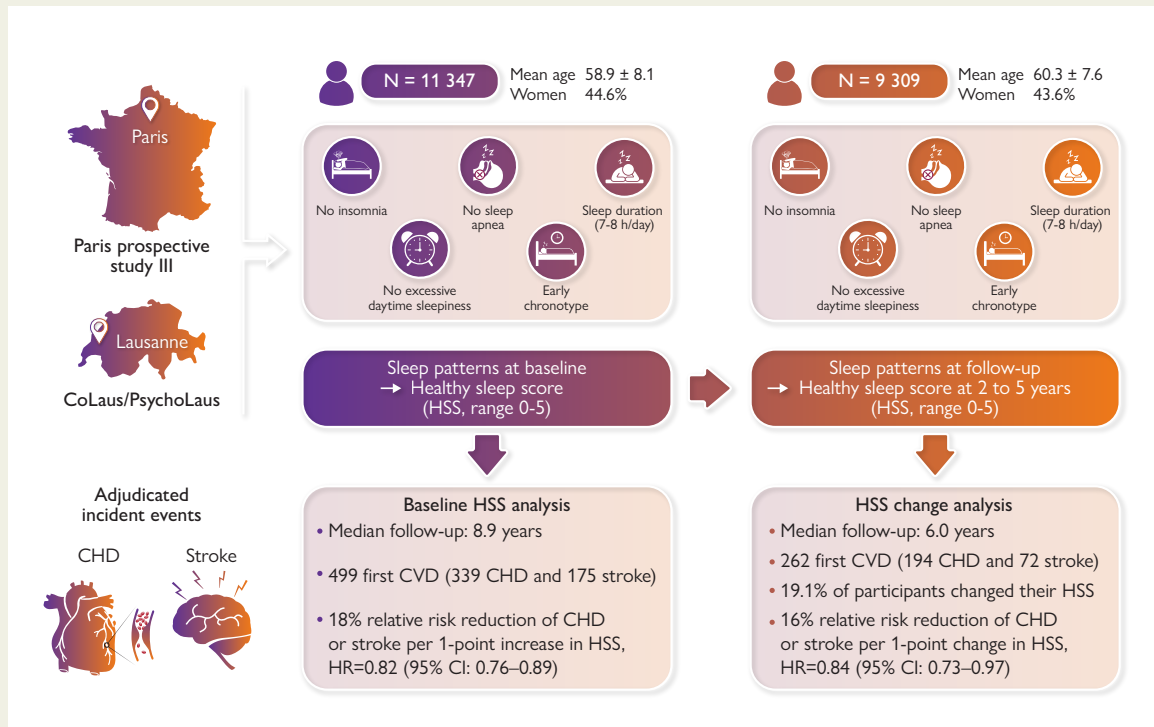 N = 11 347
Mean age 58.9 ± 8.1
Women 44.6%
N = 9 309
Mean age 60.3 ± 7.6
Women 43.6%
Paris
Paris prospective
study III
Lausanne
CoLaus/PsychoLaus
No insomnia
No sleep
apnea
Sleep duration
(7-8 h/day)
No excessive
daytime sleepiness
Early
chronotype
No insomnia
No sleep
apnea
Sleep duration
(7-8 h/day)
No excessive
daytime sleepiness
Early
chronotype
Sleep patterns at baseline
→ Healthy sleep score
(HSS, range 0-5)
Sleep patterns at follow-up
→ Healthy sleep score at 2 to 5 years
(HSS, range 0-5)
Adjudicated
incident events
CHD
Stroke
Baseline HSS analysis
• Median follow-up: 8.9 years
• 499 first CVD (339 CHD and 175 stroke)
• 18% relative risk reduction of CHD
or stroke per 1-point increase in HSS,
HR=0.82 (95% CI: 0.76–0.89)
HSS change analysis
• Median follow-up: 6.0 years
• 262 first CVD (194 CHD and 72 stroke)
• 19.1% of participants changed their HSS
• 16% relative risk reduction of CHD
or stroke per 1-point change in HSS,
HR=0.84 (95% CI: 0.73–0.97)